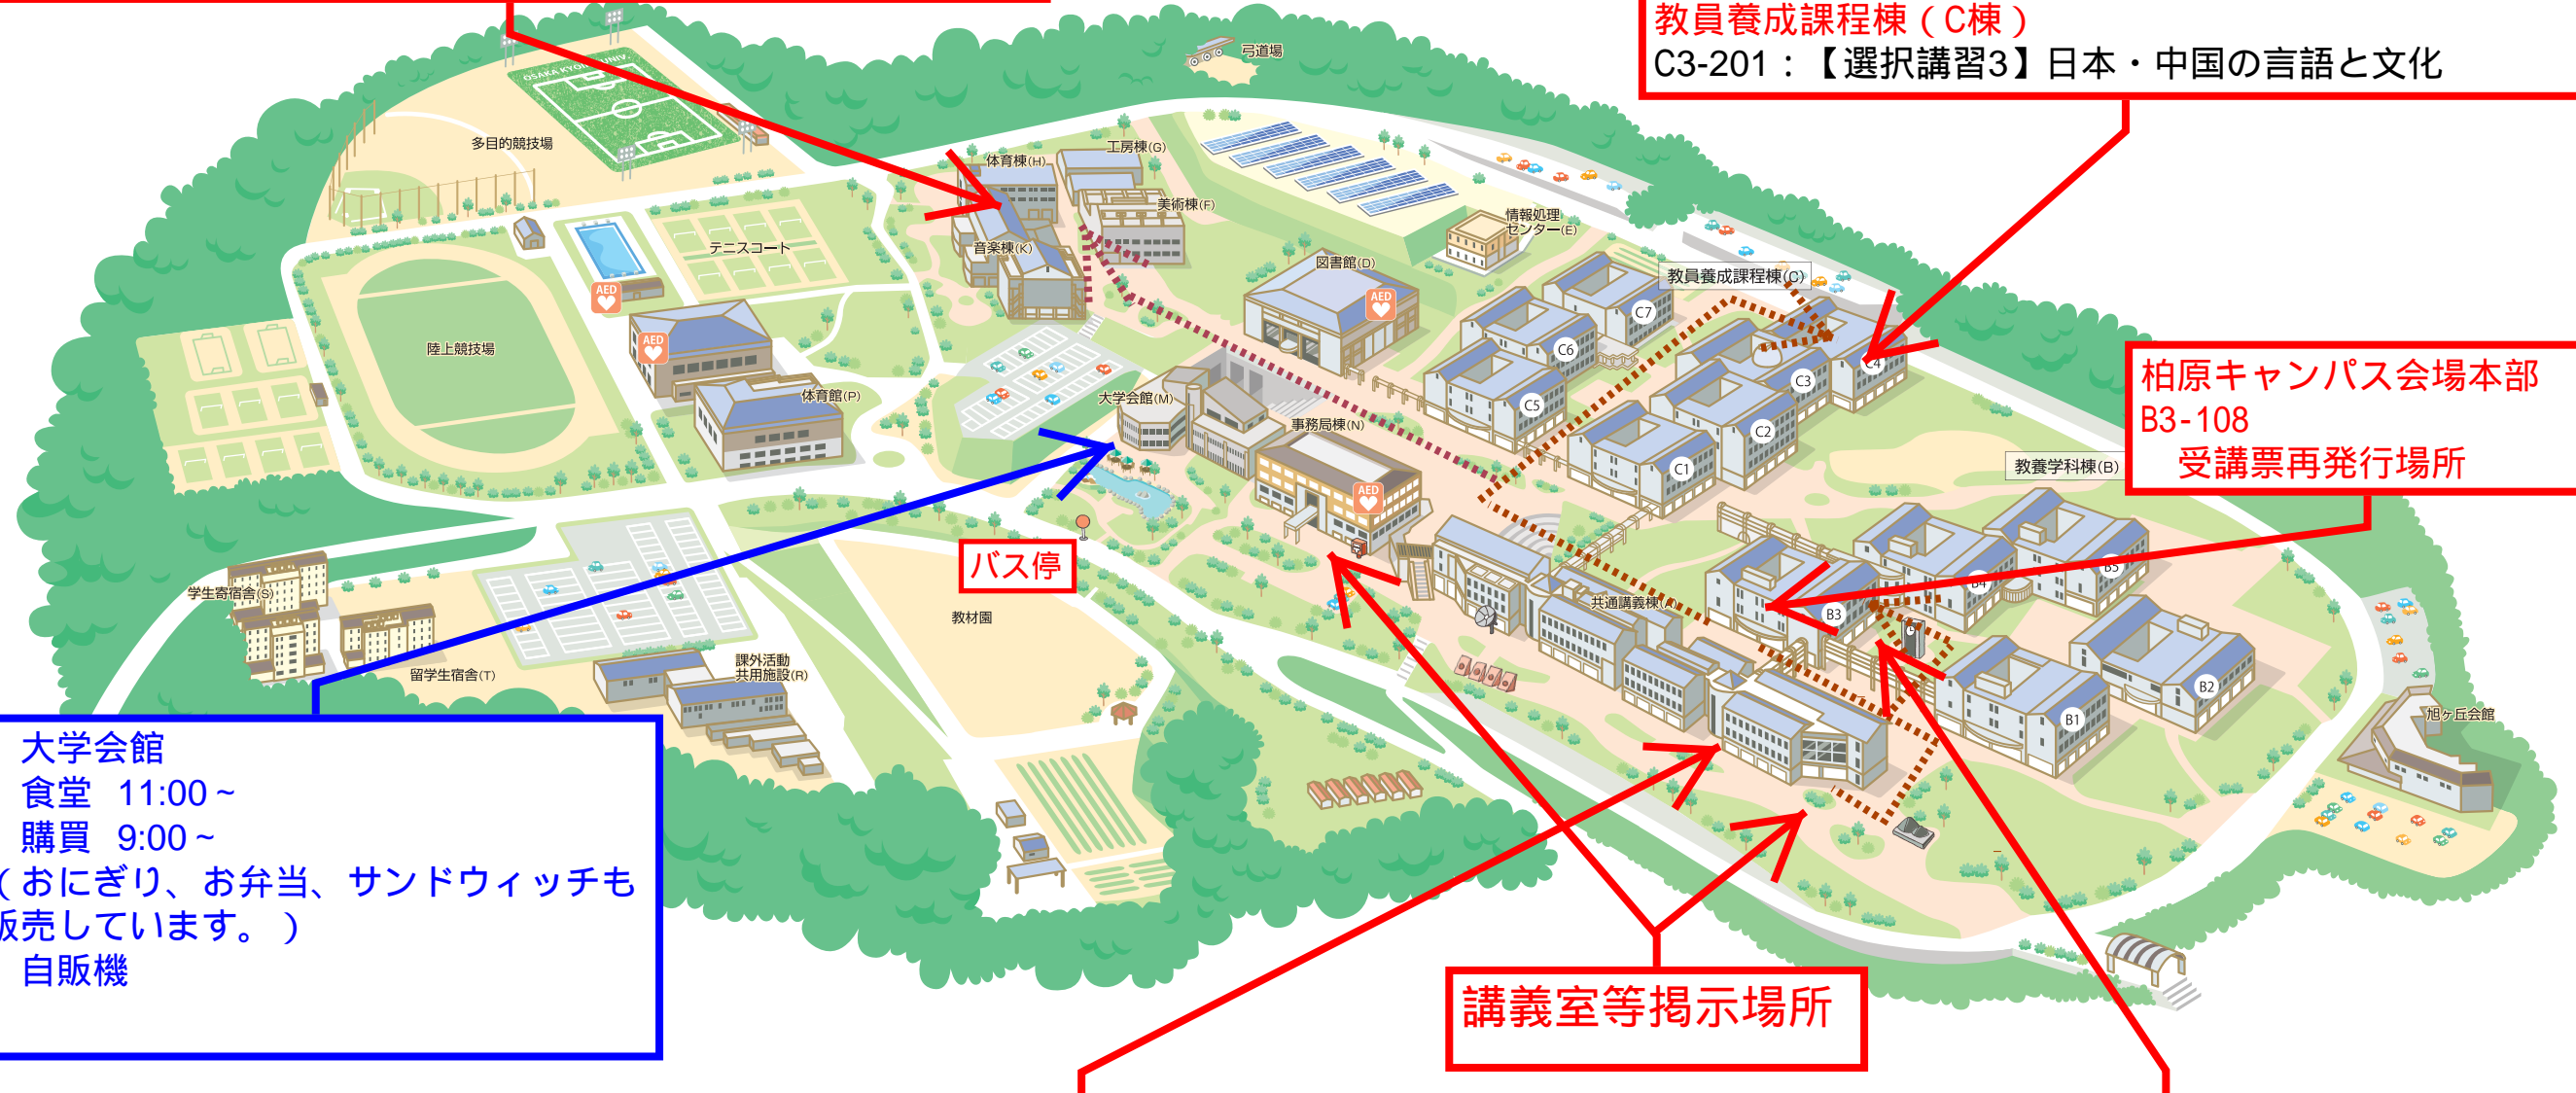 教員養成課程棟（C棟）
C3-201：【選択講習3】日本・中国の言語と文化
弓道場
OSAKA KYOIKU UNIV.
多目的競技場
体育棟(H)
工房棟(G)
美術棟(F)
音楽棟(K)
テニスコート
情報処理
センター(E)
図書館(D)
教員養成課程棟(C)
AED
AED
AED
C7
C6
C5
C4
C3
C2
C1
陸上競技場
体育館(P)
大学会館(M)
事務局棟(N)
AED
柏原キャンパス会場本部
B3-108
受講票再発行場所
教養学科棟(B)
バス停
学生寄宿舎(S)
留学生宿舎(T)
教材園
課外活動
共用施設(R)
共通講義棟(A)
B5
B4
B3
B2
B1
旭ヶ丘会館
大学会館
食堂 11:00～
購買 9:00～
（おにぎり、お弁当、サンドウィッチも
販売しています。）
自販機
講義室等掲示場所